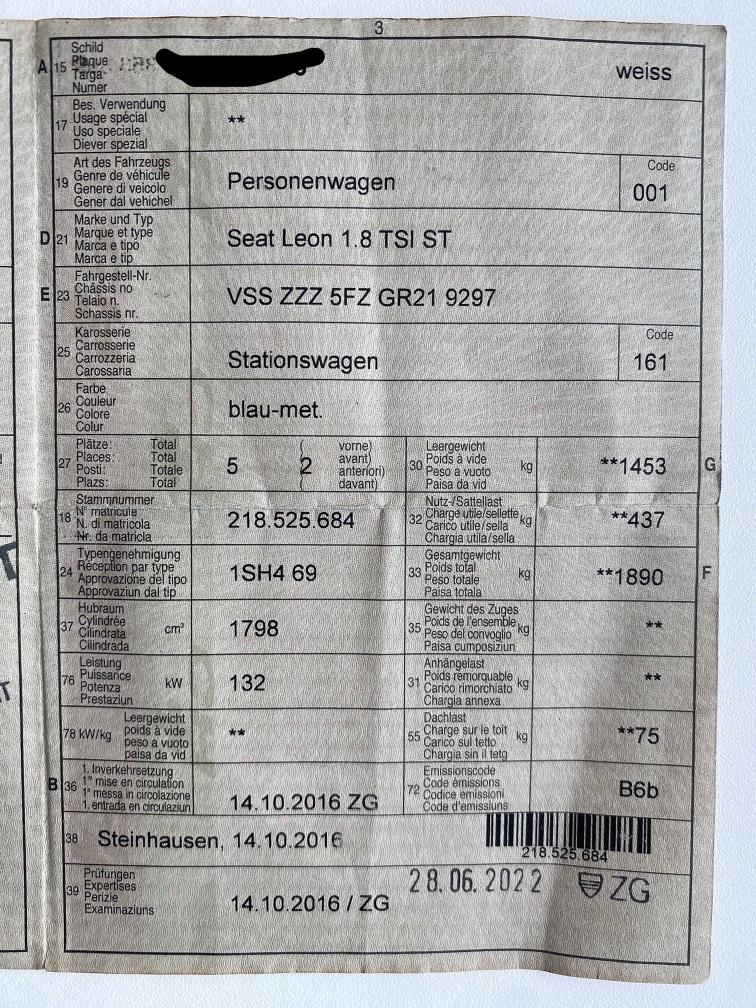 3
A 15 Schild
Plaque
Targa
Numer
weiss
17 Bes. Verwendung
Usage spécial
Uso speciale
Diever spezial
**
19 Art des Fahrzeugs
Genre de véhicule
Genere di veicolo
Gener dal vehichel
Personenwagen
Code
001
D 21 Marke und Typ
Marque et type
Marca e tipo
Marca e tip
Seat Leon 1.8 TSI ST
E 23 Fahrgestell-Nr.
Châssis no
Telaio n.
Schassis nr.
VSS ZZZ 5FZ GR21 9297
25 Karosserie
Carrosserie
Carrozzeria
Carossaria
Stationswagen
Code
161
26 Farbe
Couleur
Colore
Colur
blau-met.
27 Plätze: Total
Places: Total
Posti: Totale
Plazs: Total
5 ( 2 vorne)
avant)
anteriori)
davant)
30 Leergewicht
Poids à vide
Peso a vuoto
Paisa da vid
kg **1453 G
18 Stammnummer
N° matricule
N. di matricola
Nr. da matricla
218.525.684
32 Nutz-/Sattellast
Charge utile/sellette
Carico utile/sella
Chargia utila/sella
kg **437
24 Typengenehmigung
Réception par type
Approvazione del tipo
Approvaziun dal tip
1SH4 69
33 Gesamtgewicht
Poids total
Peso totale
Paisa totala
kg **1890 F
37 Hubraum
Cylindrée
Cilindrata
Cilindrada
cm³ 1798
35 Gewicht des Zuges
Poids de l'ensemble
Peso del convoglio
Paisa cumposiziun
kg **
76 Leistung
Puissance
Potenza
Prestaziun
kW 132
31 Anhängelast
Poids remorquable
Carico rimorchiato
Chargia annexa
kg **
78 kW/kg Leergewicht
poids à vide
peso a vuoto
paisa da vid
**
55 Dachlast
Charge sur le toit
Carico sul tetto
Chargia sin il tetg
kg **75
B 36 1. Inverkehrsetzung
1re mise en circulation
1a messa in circolazione
1. entrada en circulaziun
14.10.2016 ZG
72 Emissionscode
Code émissions
Codice emissioni
Code d'emissiuns
B6b
38 Steinhausen, 14.10.2016
218.525.684
39 Prüfungen
Expertises
Perizie
Examinaziuns
14.10.2016 / ZG
28.06.2022 ZG